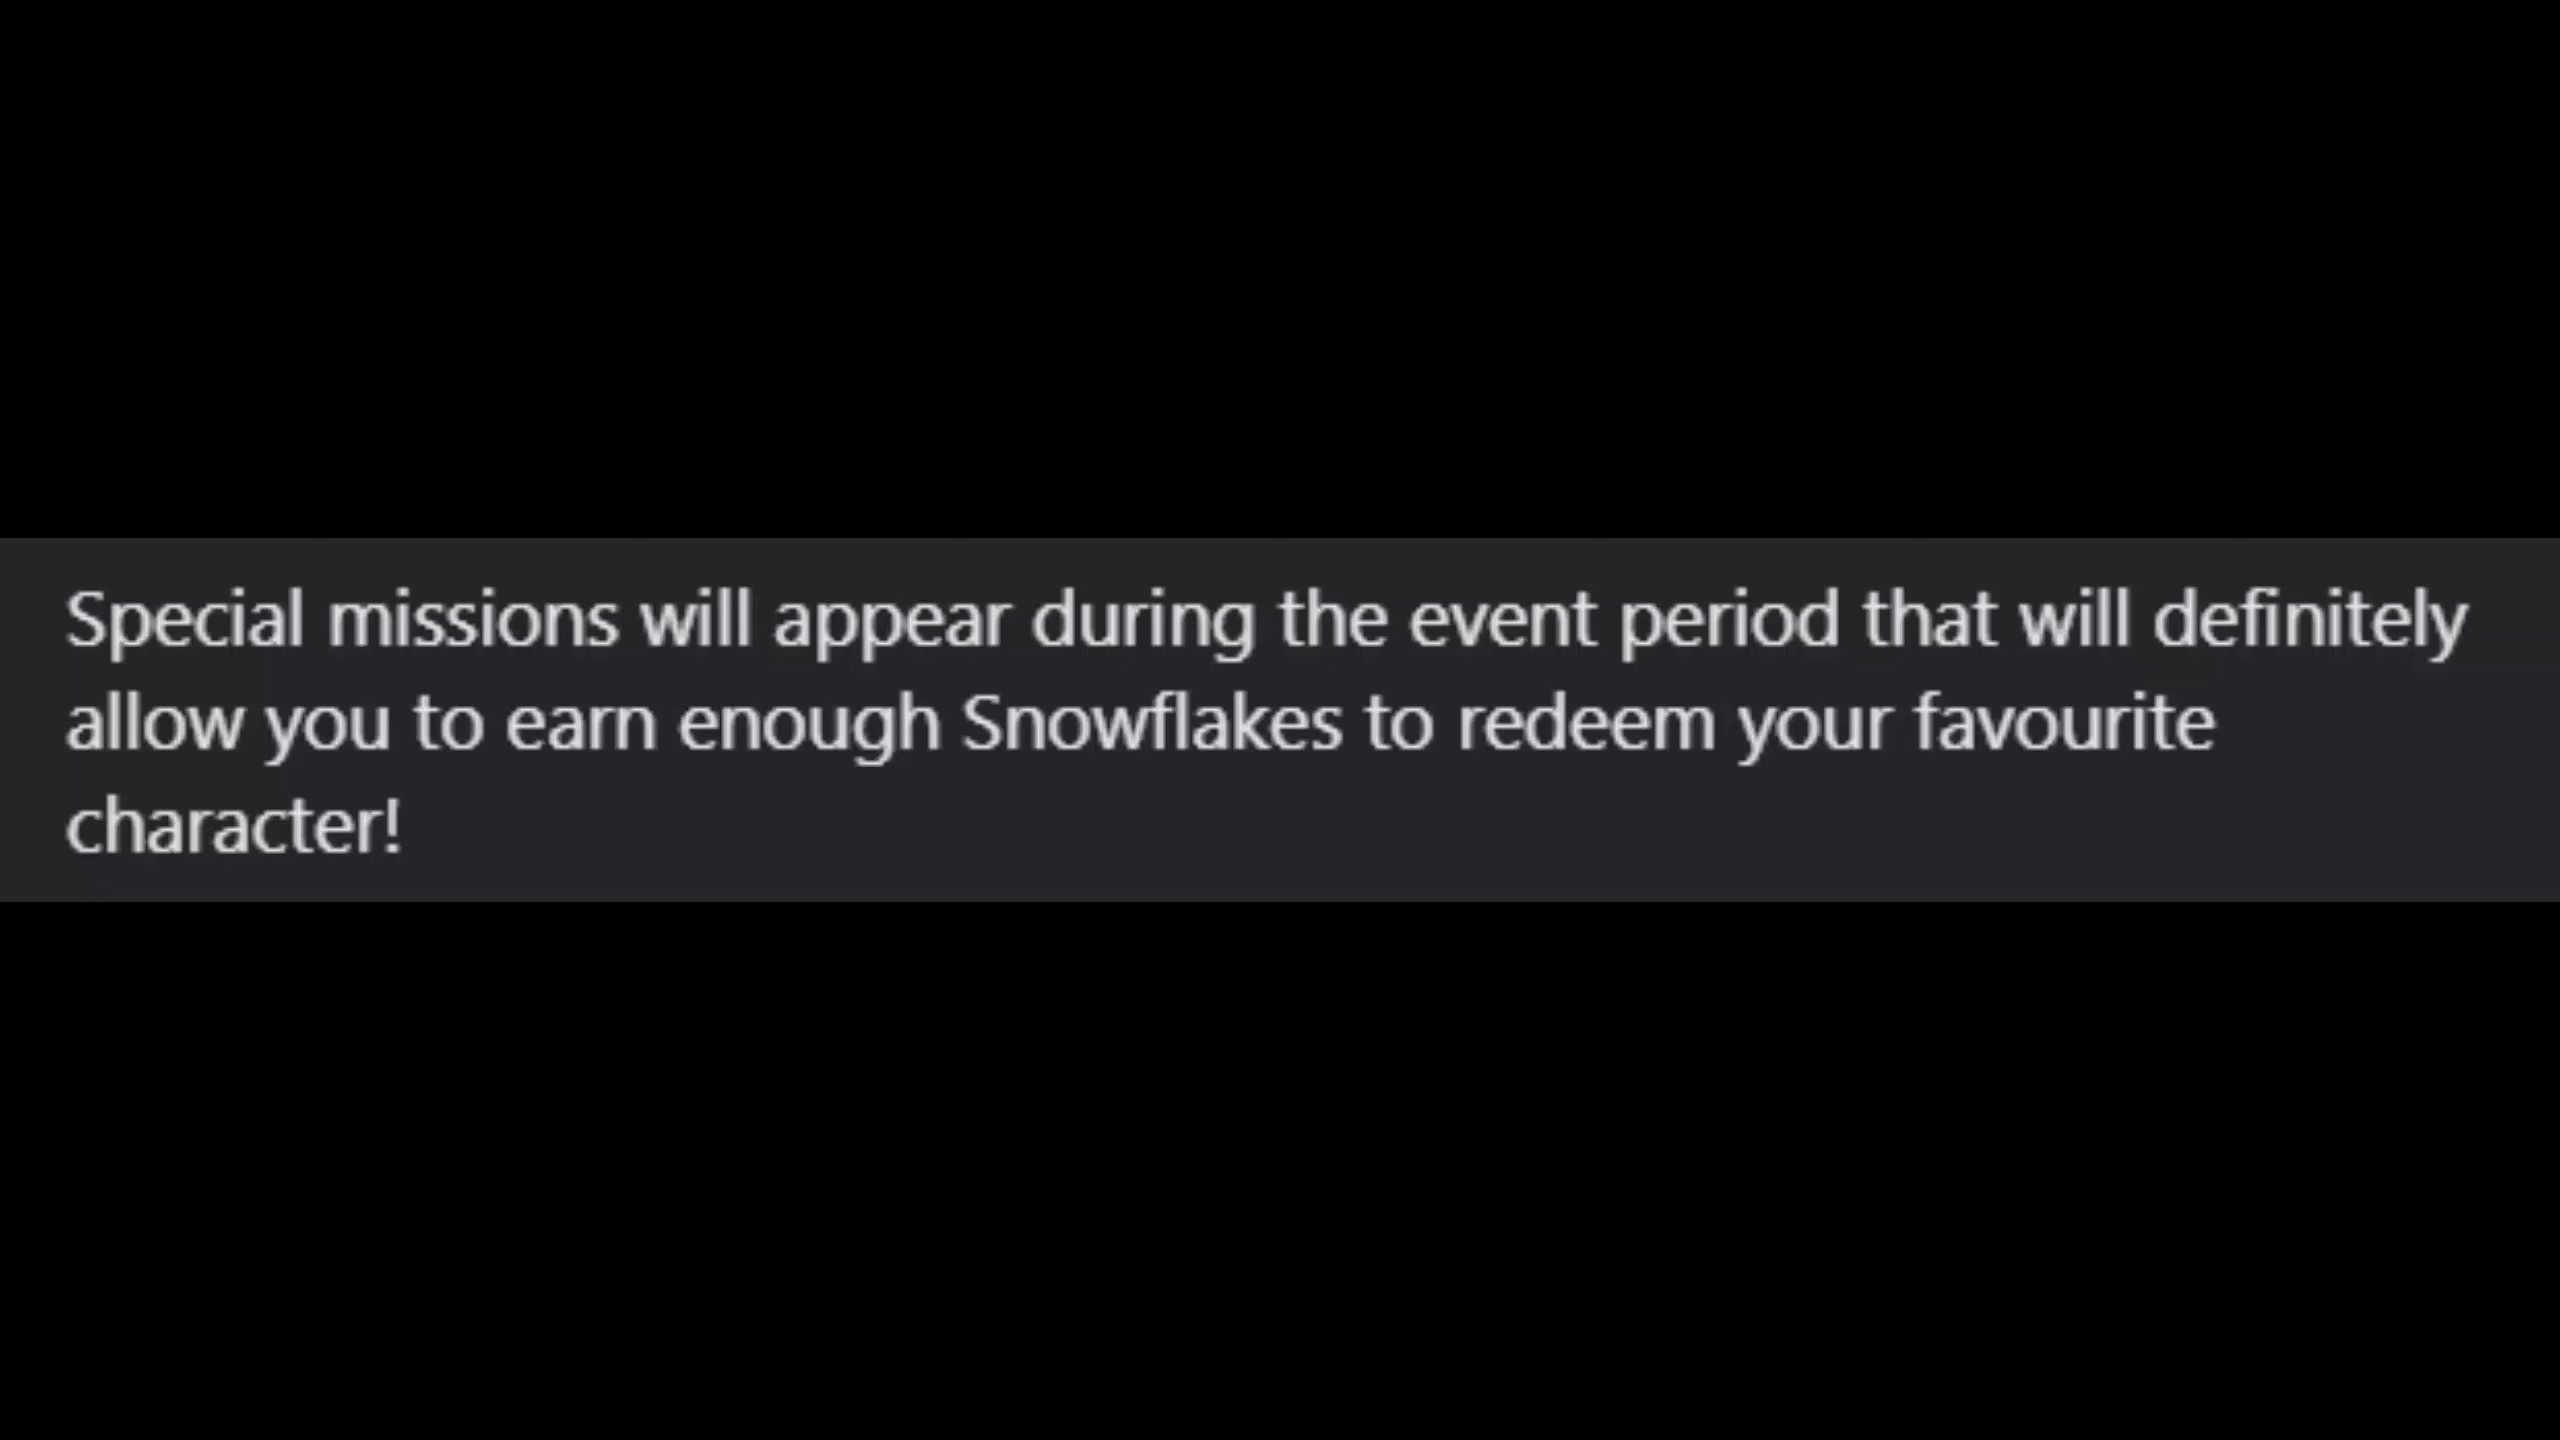 Special missions will appear during the event period that will definitely
allow you to earn enough Snowflakes to redeem your favourite
character!